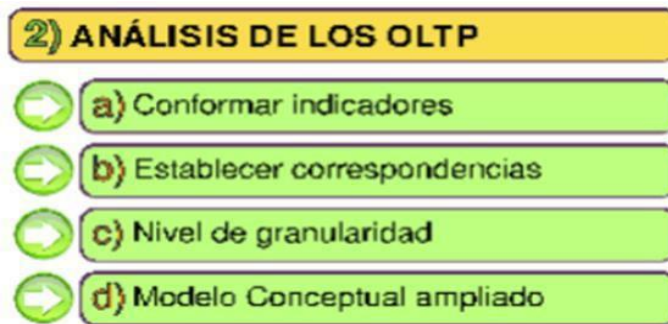 2) ANÁLISIS DE LOS OLTP
a) Conformar indicadores
b) Establecer correspondencias
c) Nivel de granularidad
d) Modelo Conceptual ampliado